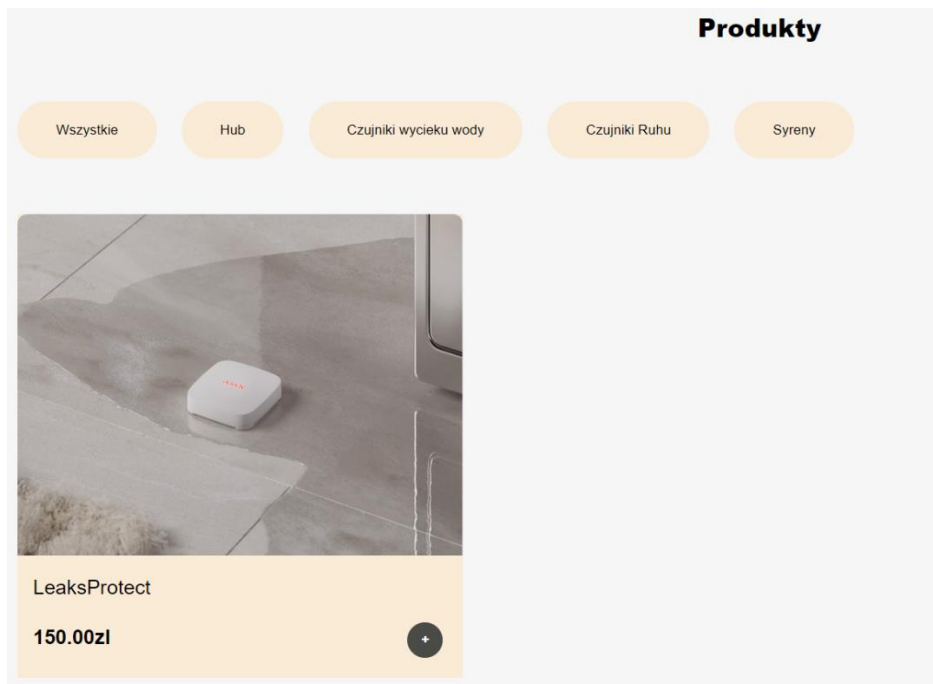 Produkty
Wszystkie Hub Czujniki wycieku wody Czujniki Ruhu Syreny
LeaksProtect
150.00zl
+